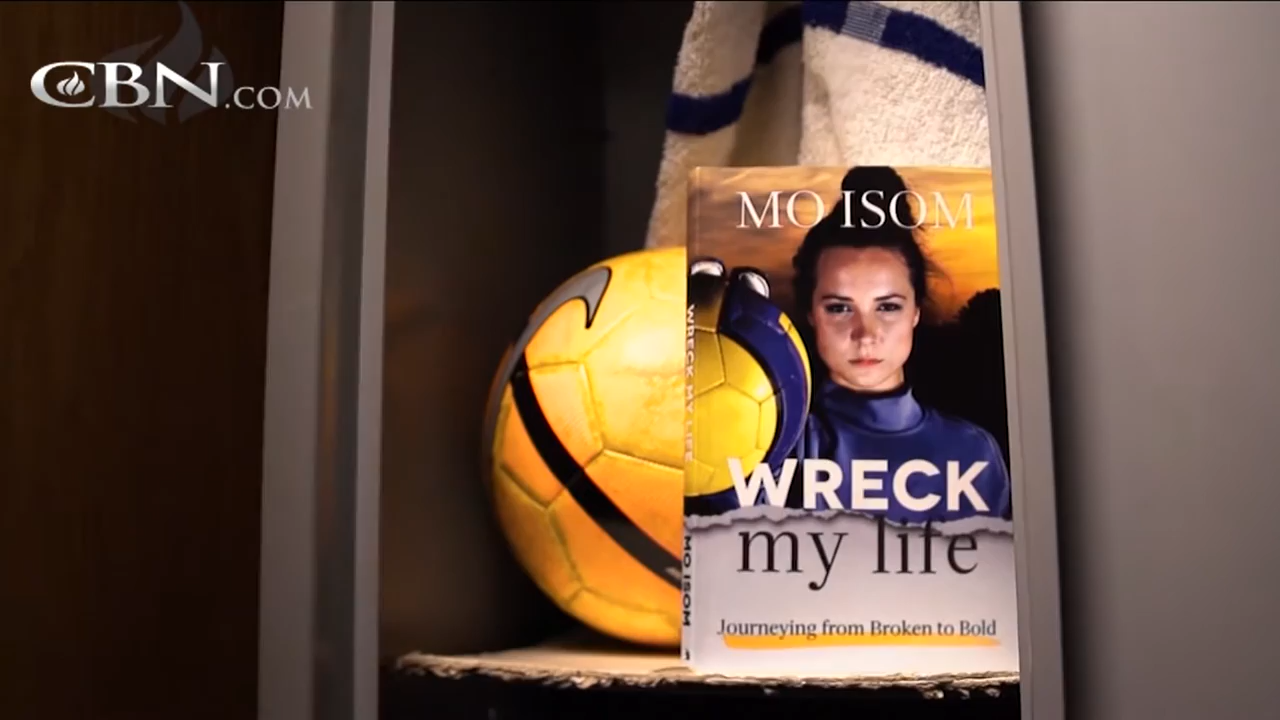 CBN.COM
MO ISOM
WRECK
my life
Journeying from Broken to Bold
WRECK MY LIFE
MO ISOM